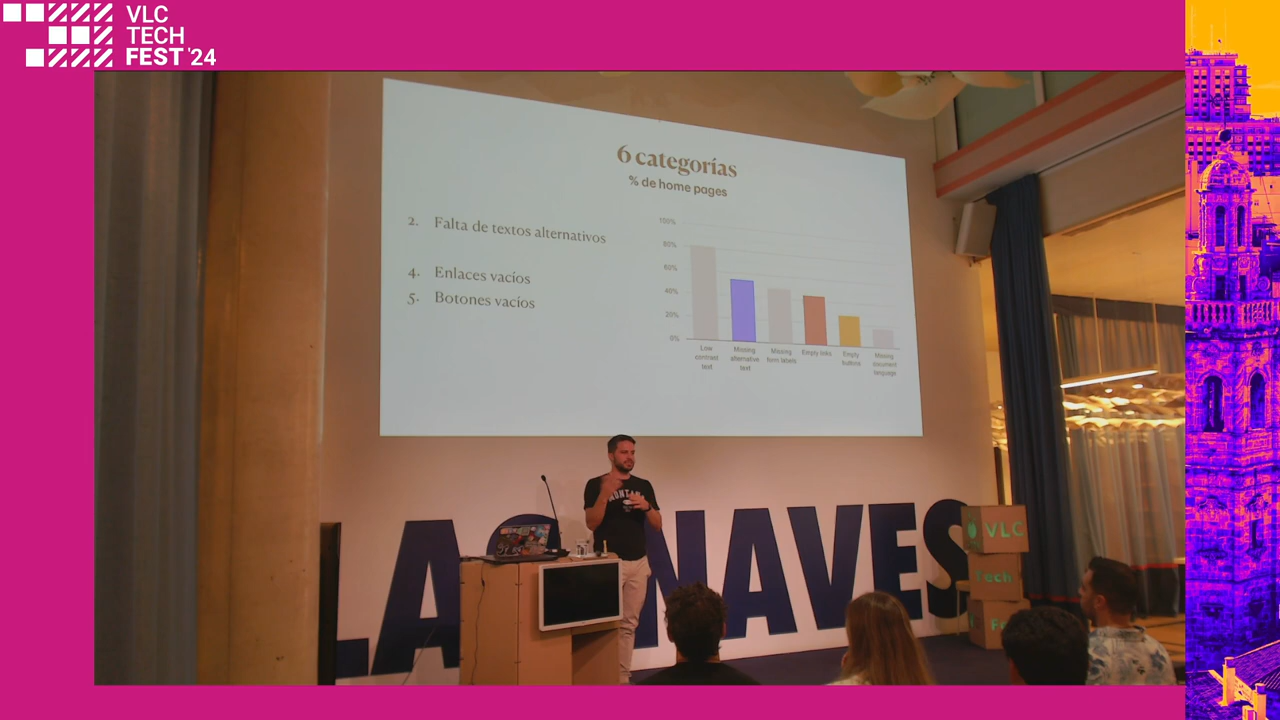 VLC
TECH
FEST '24
6 categorías
% de home pages
2. Falta de textos alternativos
4. Enlaces vacíos
5. Botones vacíos
100%
80%
60%
40%
20%
0%
Low contrast text
Missing alternative text
Missing form labels
Empty links
Empty buttons
Missing document language
LAS NAVES
VLC
Tech